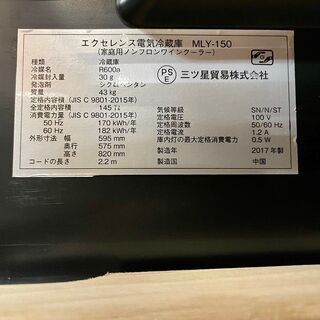 エクセレンス電気冷蔵庫 MLY-150
(家庭用ノンフロンワインクーラー)
PS
E
三ツ星貿易株式会社
種類 冷蔵庫
冷媒名 R600a
冷媒封入量 30 g
発泡剤 シクロペンタン
質量 43 kg
定格内容積 (JIS C 9801-2015年)
全定格内容積 145 ㍑
消費電力量 (JIS C 9801-2015年)
50 Hz 170 kWh/年
60 Hz 182 kWh/年
外形寸法 幅 595 mm
奥行 575 mm
高さ 820 mm
コードの長さ 2.2 m
気候等級 SN/N/ST
定格電圧 100 V
定格周波数 50/60 Hz
定格電流 1.2 A
庫内灯の最大定格消費電力 0.5 W
製造年 2017 年製
製造国 中国